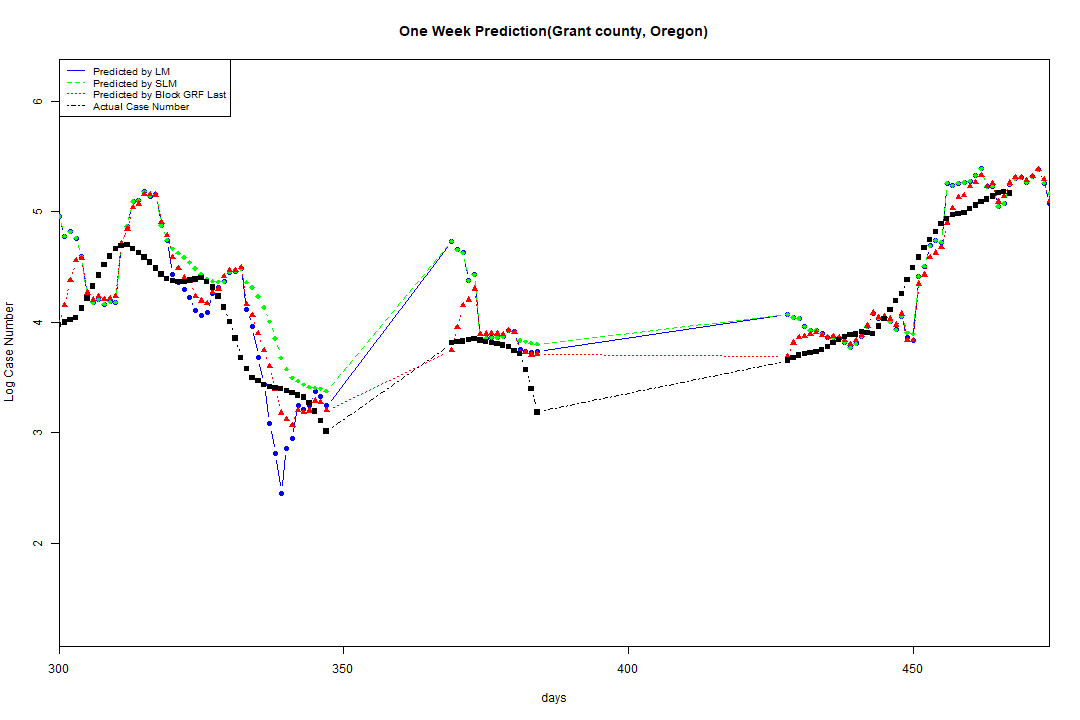 One Week Prediction(Grant county, Oregon)
Predicted by LM
Predicted by SLM
Predicted by Block GRF Last
Actual Case Number
6
5
4
3
2
Log Case Number
300
350
400
450
days